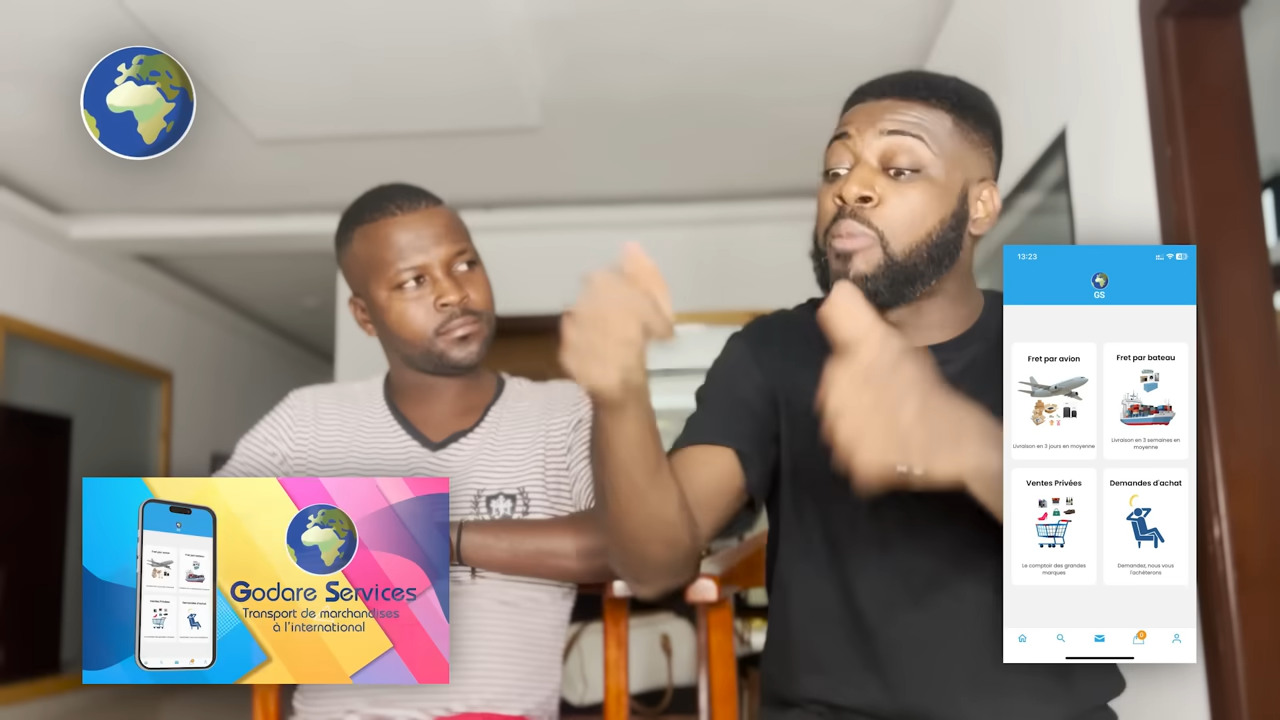 13:23
GS
Fret par avion
Livraison en 3 jours en moyenne
Fret par bateau
Livraison en 3 semaines en
moyenne
Ventes Privées
Le comptoir des grandes
marques
Demandes d'achat
Demandez, nous vous
l'achèterons
0
Godare Services
Transport de marchandises
à l'international